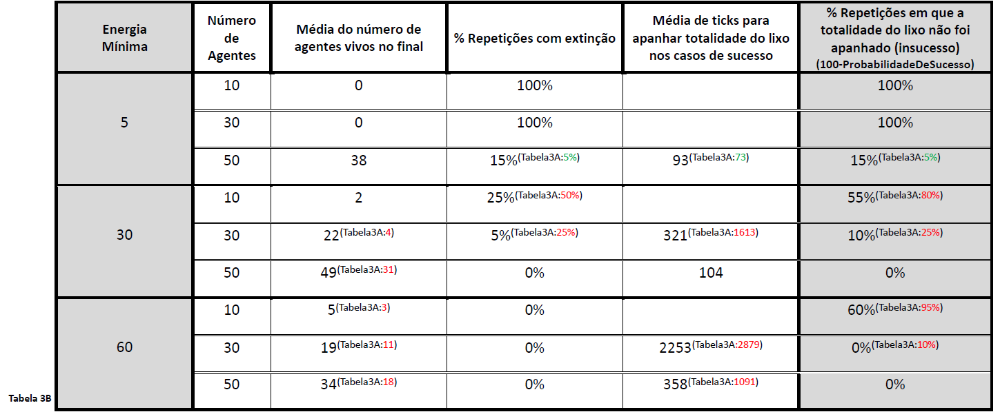 Energia
Mínima
Número
de
Agentes
Média do número de
agentes vivos no final
% Repetições com extinção
Média de ticks para
apanhar totalidade do lixo
nos casos de sucesso
% Repetições em que a
totalidade do lixo não foi
apanhado (insucesso)
(100-ProbabilidadeDeSucesso)
5
10
0
100%
100%
30
0
100%
100%
50
38
15%(Tabela3A:5%)
93(Tabela3A:73)
15%(Tabela3A:5%)
30
10
2
25%(Tabela3A:50%)
55%(Tabela3A:80%)
30
22(Tabela3A:4)
5%(Tabela3A:25%)
321(Tabela3A:1613)
10%(Tabela3A:25%)
50
49(Tabela3A:31)
0%
104
0%
60
10
5(Tabela3A:3)
0%
60%(Tabela3A:95%)
30
19(Tabela3A:11)
0%
2253(Tabela3A:2879)
0%(Tabela3A:10%)
50
34(Tabela3A:18)
0%
358(Tabela3A:1091)
0%
Tabela 3B